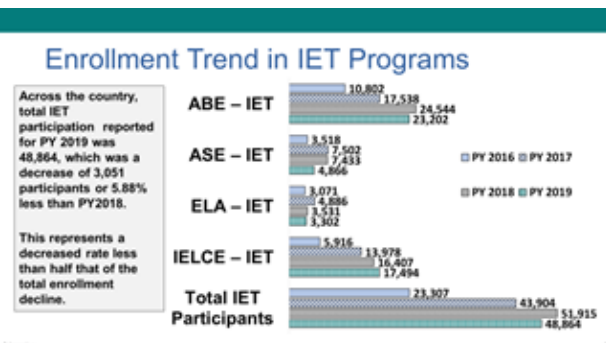 Enrollment Trend in IET Programs
Across the country,
total IET
participation reported
for PY 2019 was
48,864, which was a
decrease of 3,051
participants or 5.88%
less than PY2018.
This represents a
decreased rate less
than half that of the
total enrollment
decline.
ABE – IET
10,802
17,538
24,544
23,202
ASE – IET
3,518
7,502
7,433
4,866
ELA – IET
3,071
4,886
3,531
3,302
IELCE – IET
5,916
13,978
16,407
17,494
Total IET
Participants
23,307
43,904
51,915
48,864
PY 2016 PY 2017
PY 2018 PY 2019